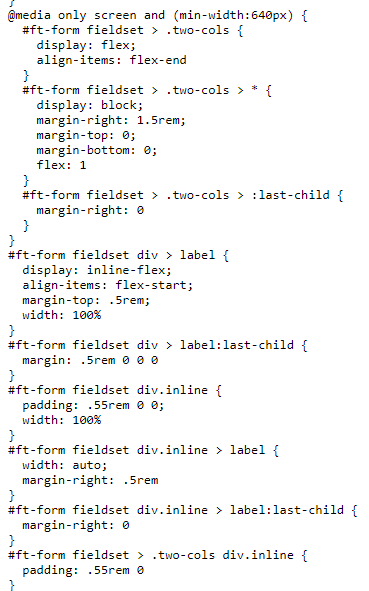 }
@media only screen and (min-width:640px) {
  #ft-form fieldset > .two-cols {
    display: flex;
    align-items: flex-end
  }
  #ft-form fieldset > .two-cols > * {
    display: block;
    margin-right: 1.5rem;
    margin-top: 0;
    margin-bottom: 0;
    flex: 1
  }
  #ft-form fieldset > .two-cols > :last-child {
    margin-right: 0
  }
}
#ft-form fieldset div > label {
  display: inline-flex;
  align-items: flex-start;
  margin-top: .5rem;
  width: 100%
}
#ft-form fieldset div > label:last-child {
  margin: .5rem 0 0 0
}
#ft-form fieldset div.inline {
  padding: .55rem 0 0;
  width: 100%
}
#ft-form fieldset div.inline > label {
  width: auto;
  margin-right: .5rem
}
#ft-form fieldset div.inline > label:last-child {
  margin-right: 0
}
#ft-form fieldset > .two-cols div.inline {
  padding: .55rem 0
}